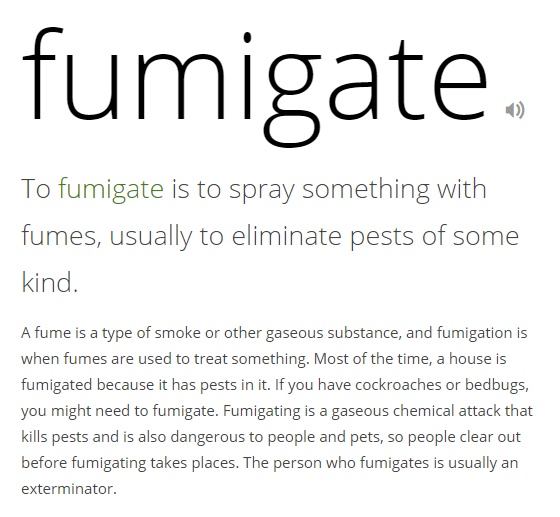 fumigate
To fumigate is to spray something with
fumes, usually to eliminate pests of some
kind.
A fume is a type of smoke or other gaseous substance, and fumigation is
when fumes are used to treat something. Most of the time, a house is
fumigated because it has pests in it. If you have cockroaches or bedbugs,
you might need to fumigate. Fumigating is a gaseous chemical attack that
kills pests and is also dangerous to people and pets, so people clear out
before fumigating takes places. The person who fumigates is usually an
exterminator.